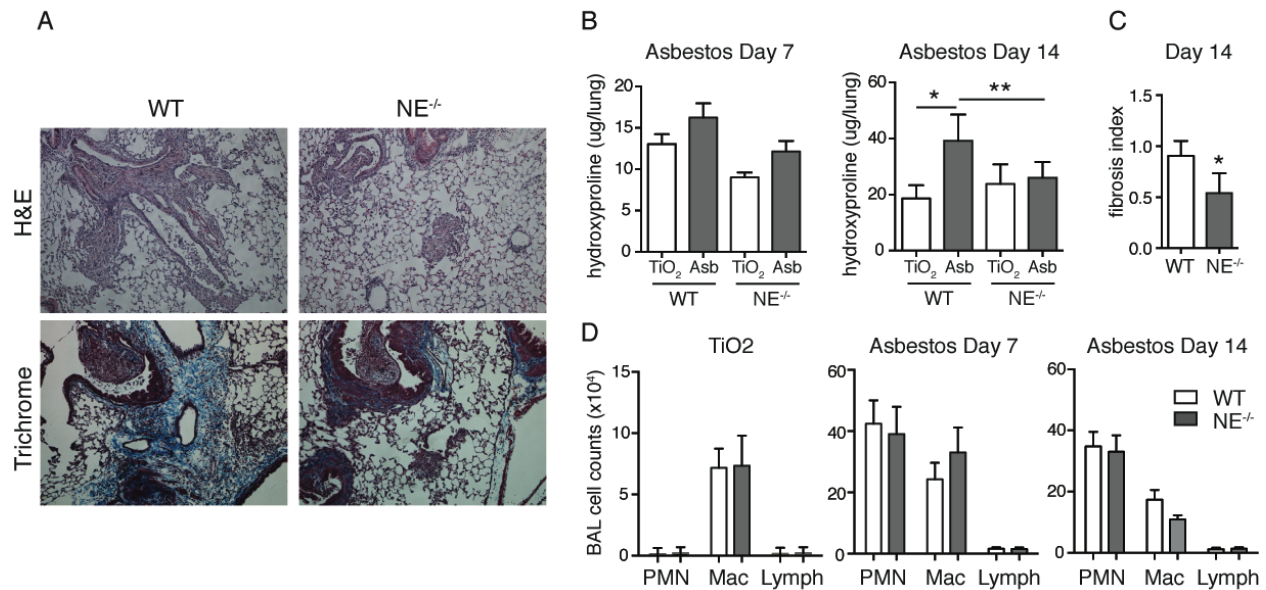 A
WT NE-/-
H&E
Trichrome
B
Asbestos Day 7
hydroxyproline (ug/lung)
20
15
10
5
0
TiO2 Asb TiO2 Asb
WT NE-/-
Asbestos Day 14
hydroxyproline (ug/lung)
60
40
20
0
* **
TiO2 Asb TiO2 Asb
WT NE-/-
C
Day 14
fibrosis index
1.5
1.0
0.5
0.0
*
WT NE-/-
D
TiO2
BAL cell counts (x10⁴)
15
10
5
0
PMN Mac Lymph
Asbestos Day 7
60
40
20
0
PMN Mac Lymph
Asbestos Day 14
60
40
20
0
WT
NE-/-
PMN Mac Lymph